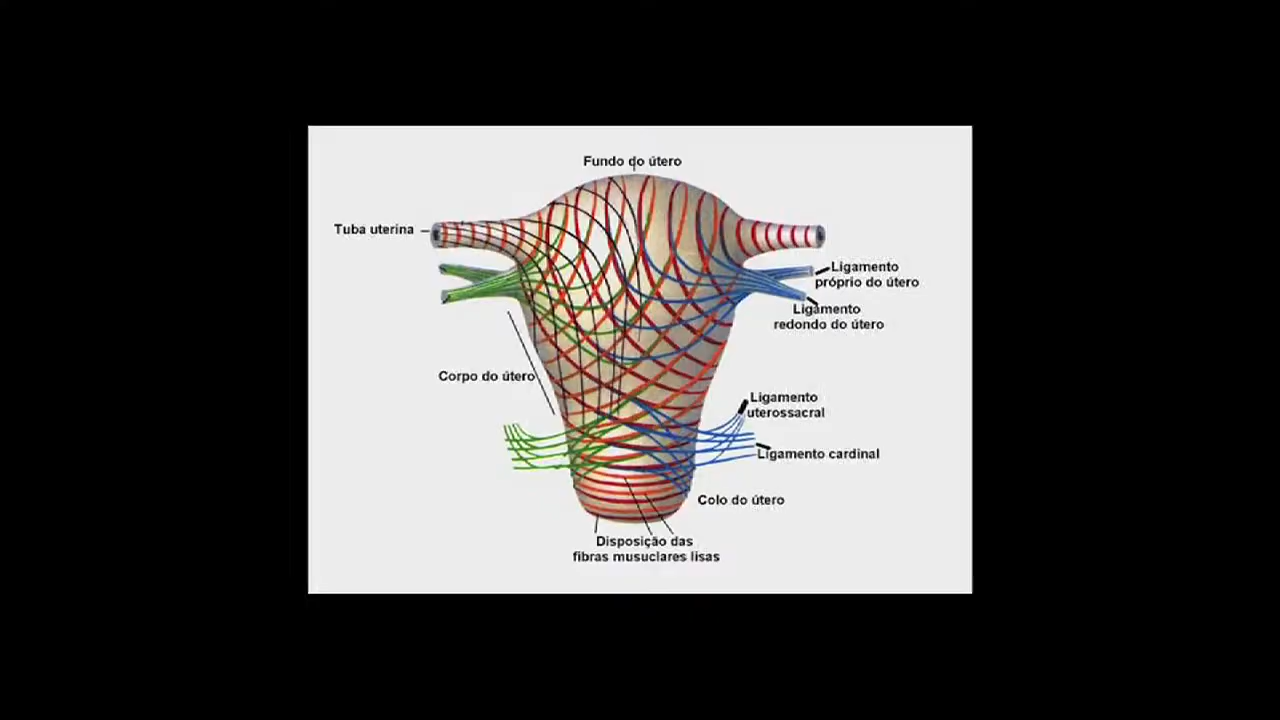 Fundo do útero
Tuba uterina
Ligamento
próprio do útero
Ligamento
redondo do útero
Corpo do útero
Ligamento
uterossacral
Ligamento cardinal
Colo do útero
Disposição das
fibras musuclares lisas